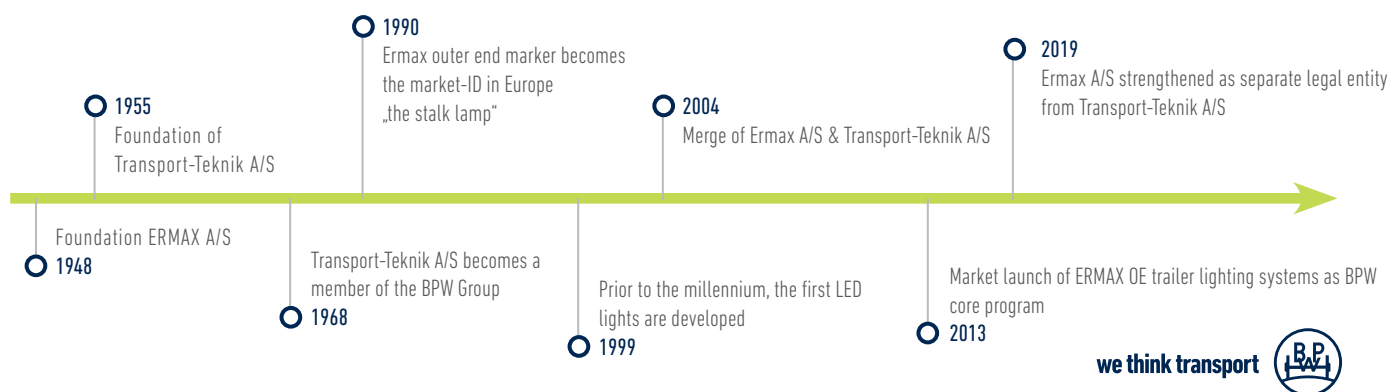 1990
Ermax outer end marker becomes
the market-ID in Europe
„the stalk lamp“
2019
Ermax A/S strengthened as separate legal entity
from Transport-Teknik A/S
1955
Foundation of
Transport-Teknik A/S
2004
Merge of Ermax A/S & Transport-Teknik A/S
Foundation ERMAX A/S
1948
Transport-Teknik A/S becomes a
member of the BPW Group
1968
Prior to the millennium, the first LED
lights are developed
1999
Market launch of ERMAX OE trailer lighting systems as BPW
core program
2013
we think transport
BPW